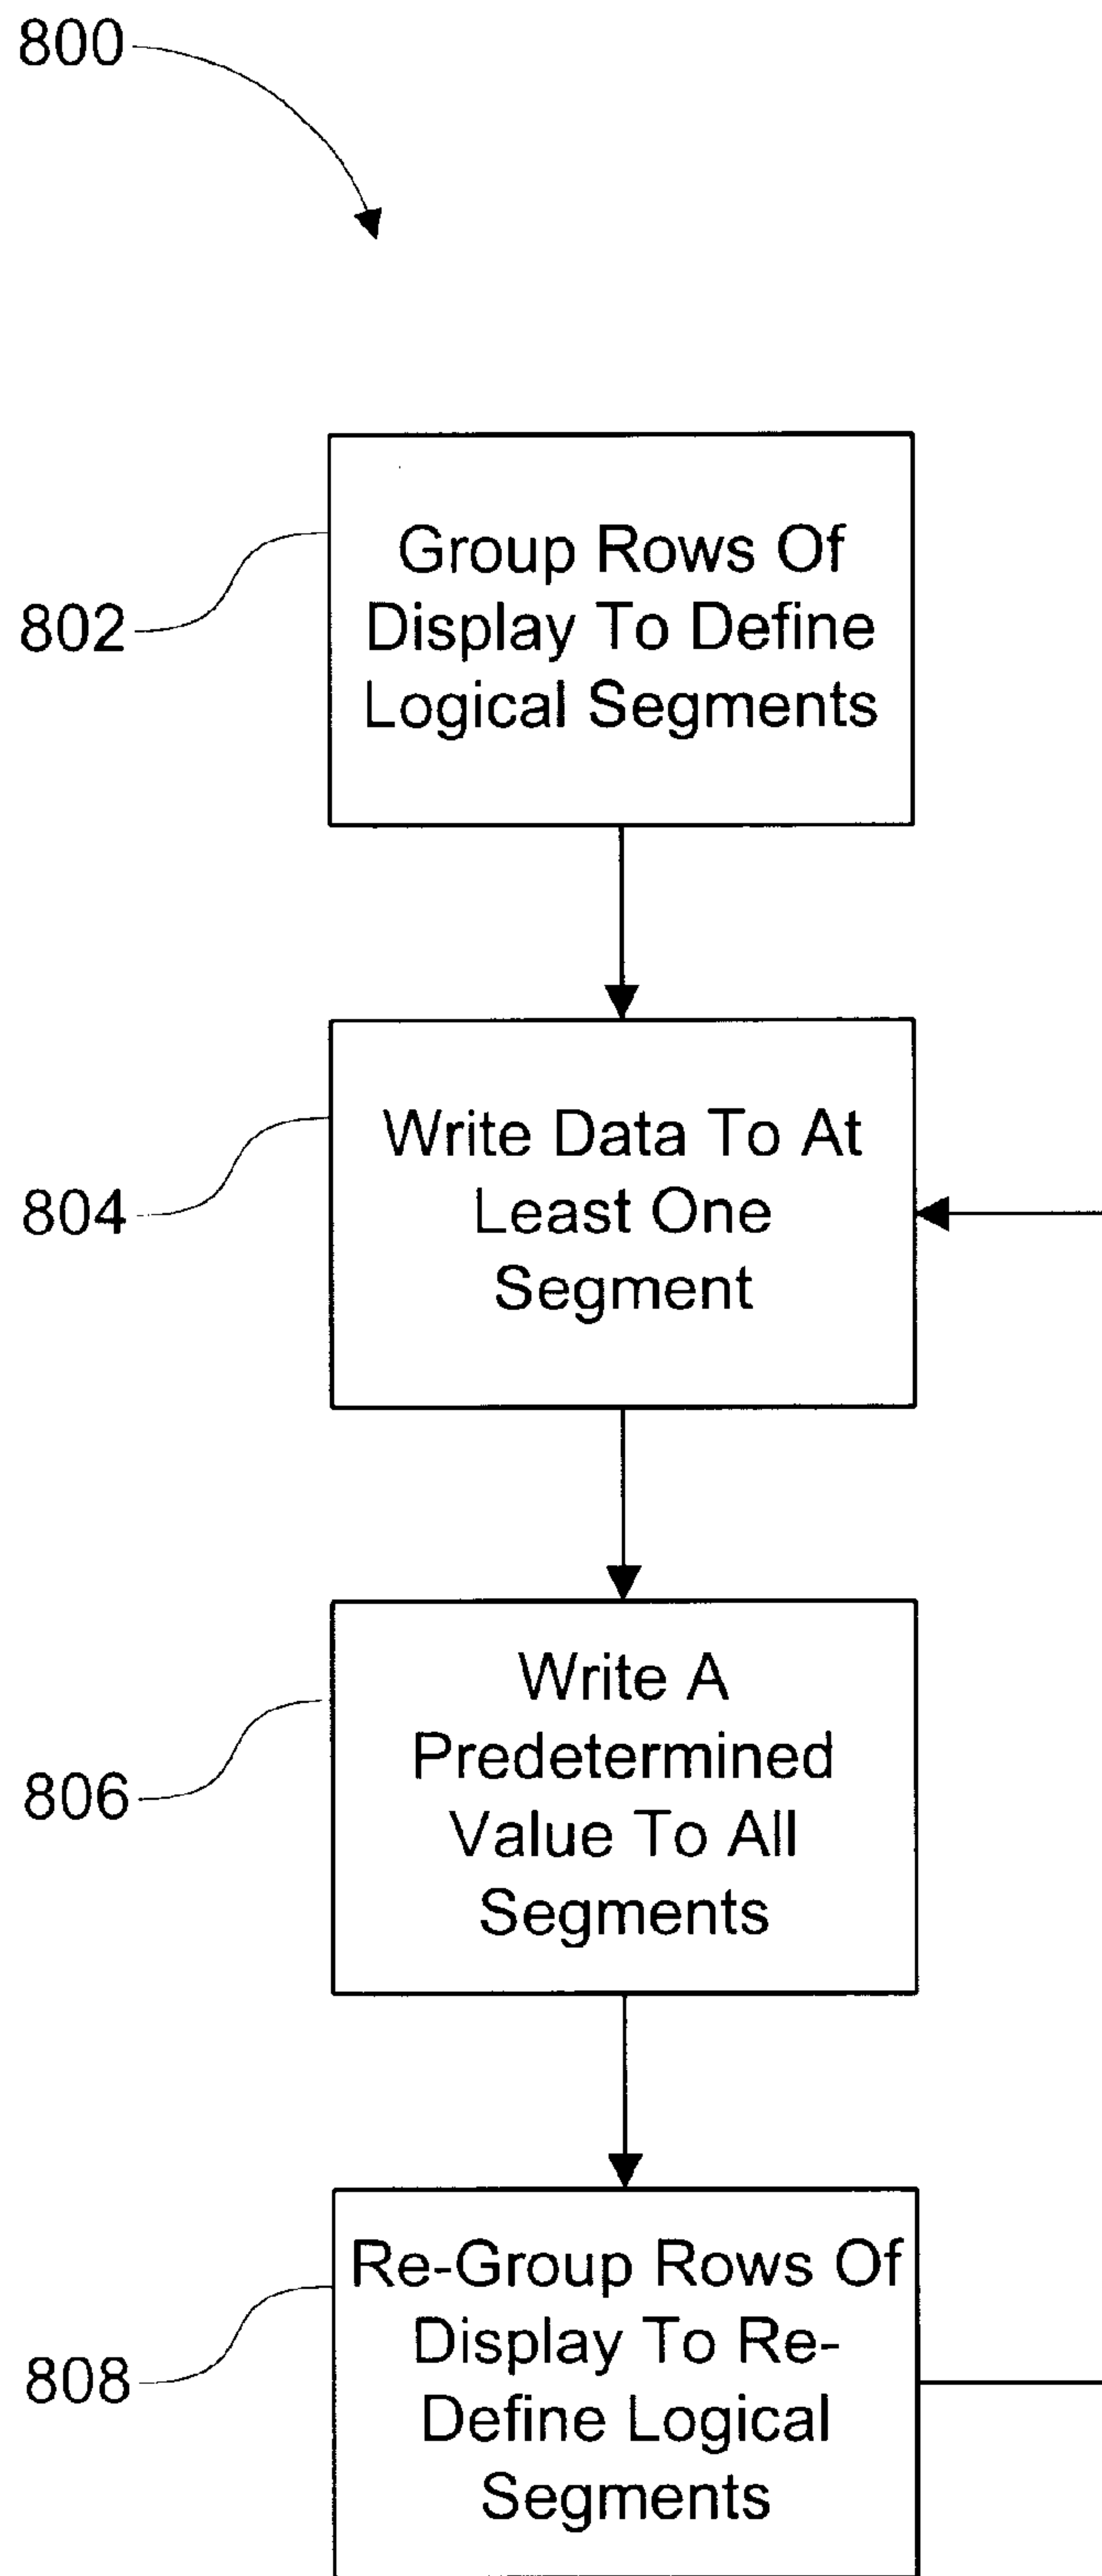 800
802
Group Rows Of
Display To Define
Logical Segments
804
Write Data To At
Least One
Segment
806
Write A
Predetermined
Value To All
Segments
808
Re-Group Rows Of
Display To Re-
Define Logical
Segments